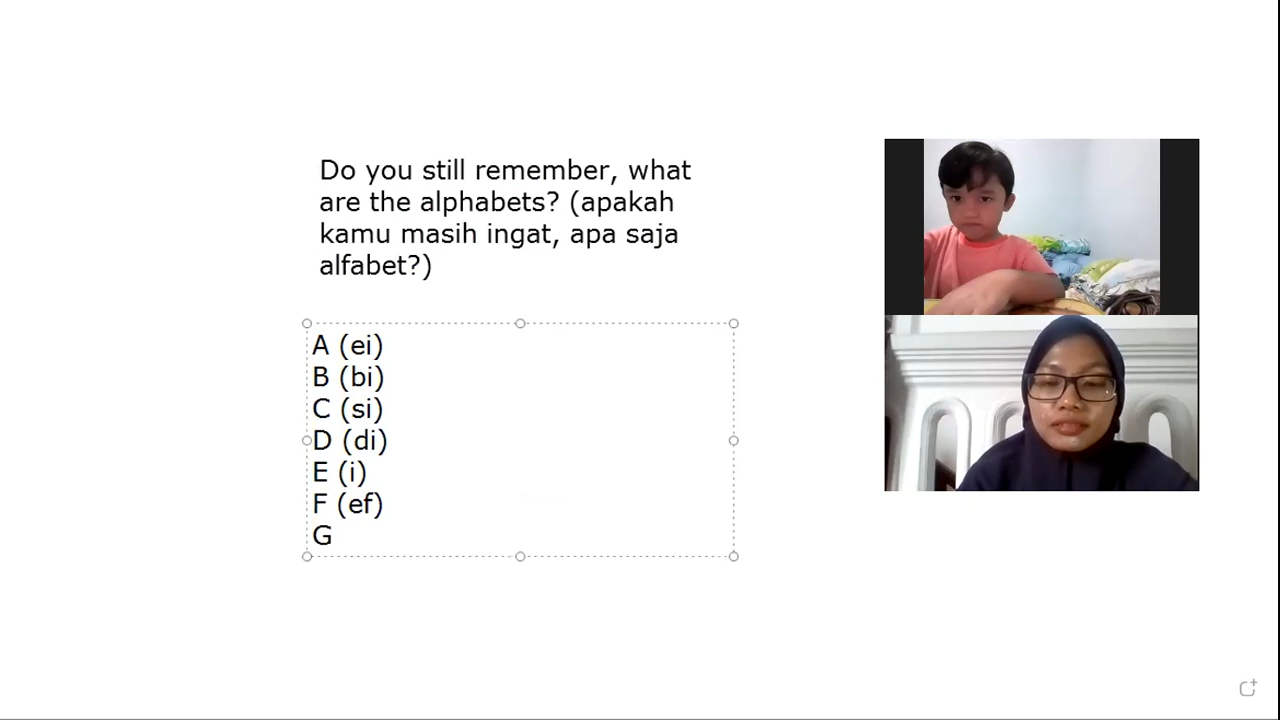 Do you still remember, what
are the alphabets? (apakah
kamu masih ingat, apa saja
alfabet?)
A (ei)
B (bi)
C (si)
D (di)
E (i)
F (ef)
G